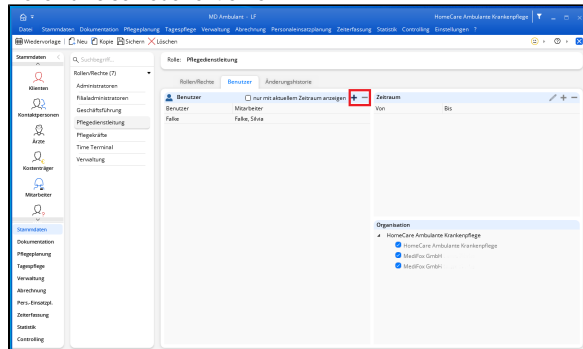 MD Ambulant - LF
HomeCare Ambulante Krankenpflege
Datei Stammdaten Dokumentation Pflegeplanung Tagespflege Verwaltung Abrechnung Personaleinsatzplanung Zeiterfassung Statistik Controlling Einstellungen ?
Wiedervorlage Neu Kopie Sichern Löschen
Stammdaten
Suchbegriff...
Rolle: Pflegedienstleitung
Rollen/Rechte (7)
Klienten
Administratoren
Rollen/Rechte Benutzer Änderungshistorie
Filialadministratoren
Benutzer nur mit aktuellem Zeitraum anzeigen + − Zeitraum + −
Geschäftsführung
Benutzer Mitarbeiter Von Bis
Kontaktpersonen
Pflegedienstleitung
Falke Falke, Silvia
Pflegekräfte
Ärzte
Time Terminal
Verwaltung
Kostenträger
Mitarbeiter
Stammdaten
Organisation
Dokumentation
HomeCare Ambulante Krankenpflege
Pflegeplanung
HomeCare Ambulante Krankenpflege
Tagespflege
MediFox GmbH
Verwaltung
MediFox GmbH
Abrechnung
Pers.-Einsatzpl.
Zeiterfassung
Statistik
Controlling